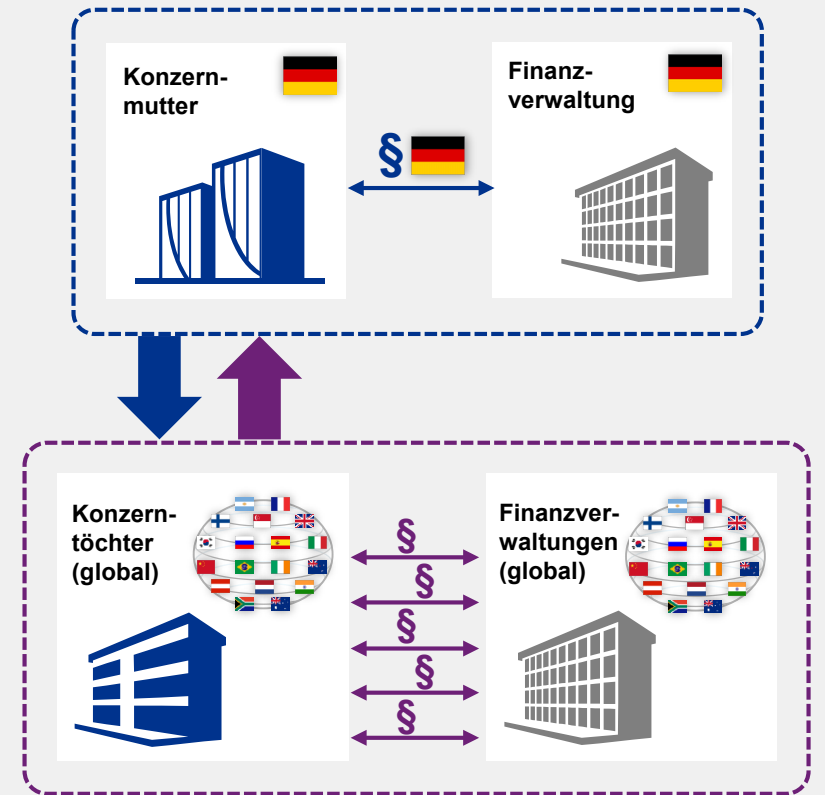 Konzern-
mutter
Finanz-
verwaltung
§
Konzern-
töchter
(global)
Finanzver-
waltungen
(global)
§
§
§
§
§